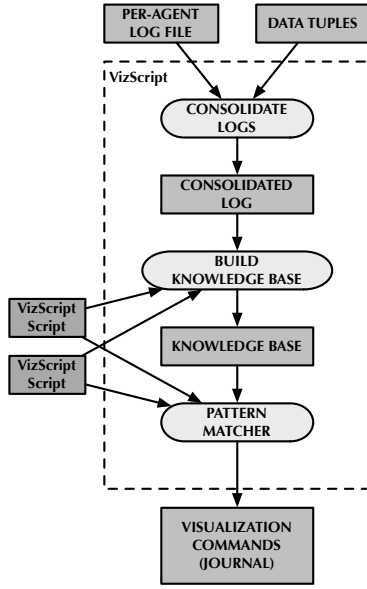 PER-AGENT
LOG FILE
DATA TUPLES
VizScript
CONSOLIDATE
LOGS
CONSOLIDATED
LOG
BUILD
KNOWLEDGE BASE
VizScript
Script
KNOWLEDGE BASE
VizScript
Script
PATTERN
MATCHER
VISUALIZATION
COMMANDS
(JOURNAL)